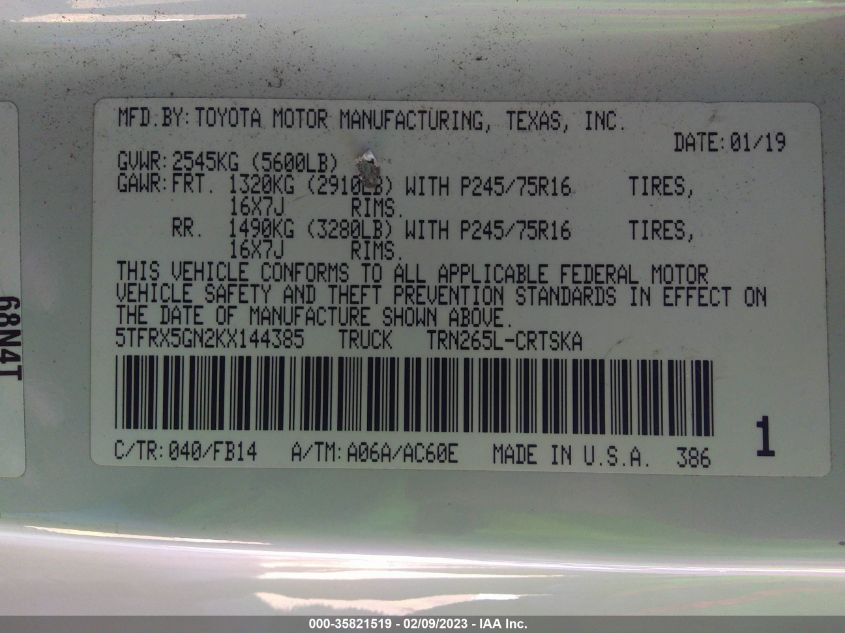 MFD.BY:TOYOTA MOTOR MANUFACTURING, TEXAS, INC.
DATE:01/19
GVWR:2545KG (5600LB)
GAWR:FRT. 1320KG (2910LB) WITH P245/75R16 TIRES,
16X7J RIMS.
RR. 1490KG (3280LB) WITH P245/75R16 TIRES,
16X7J RIMS.
THIS VEHICLE CONFORMS TO ALL APPLICABLE FEDERAL MOTOR
VEHICLE SAFETY AND THEFT PREVENTION STANDARDS IN EFFECT ON
THE DATE OF MANUFACTURE SHOWN ABOVE.
5TFRX5GN2KX144385 TRUCK TRN265L-CRTSKA
C/TR:040/FB14 A/TM:A06A/AC60E MADE IN U.S.A. 386
1
68N4T
000-35821519 - 02/09/2023 - IAA Inc.